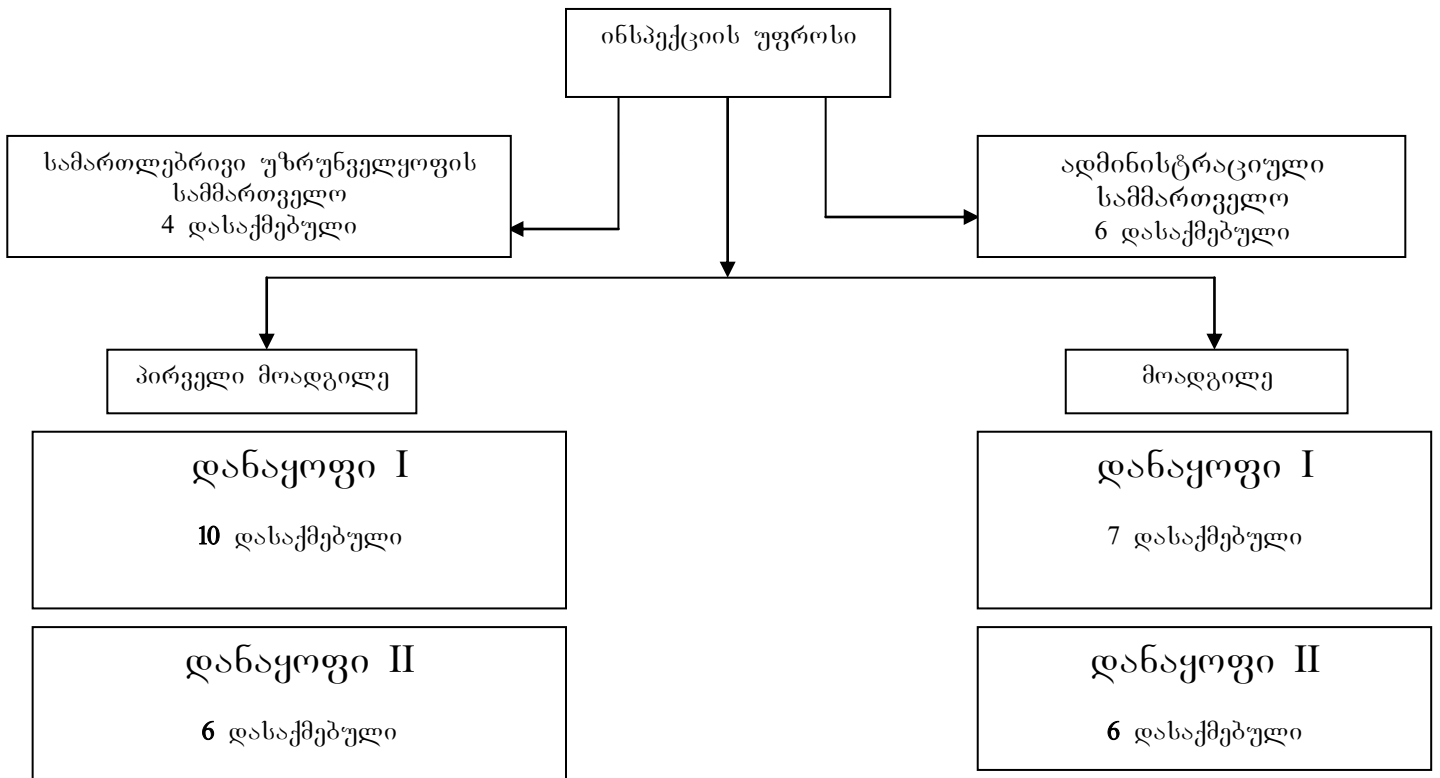 ინსპექციის უფროსი
სამართლებრივი უზრუნველყოფის
სამმართველო
4 დასაქმებული
ადმინისტრაციული
სამმართველო
6 დასაქმებული
პირველი მოადგილე
მოადგილე
დანაყოფი I
10 დასაქმებული
დანაყოფი I
7 დასაქმებული
დანაყოფი II
6 დასაქმებული
დანაყოფი II
6 დასაქმებული